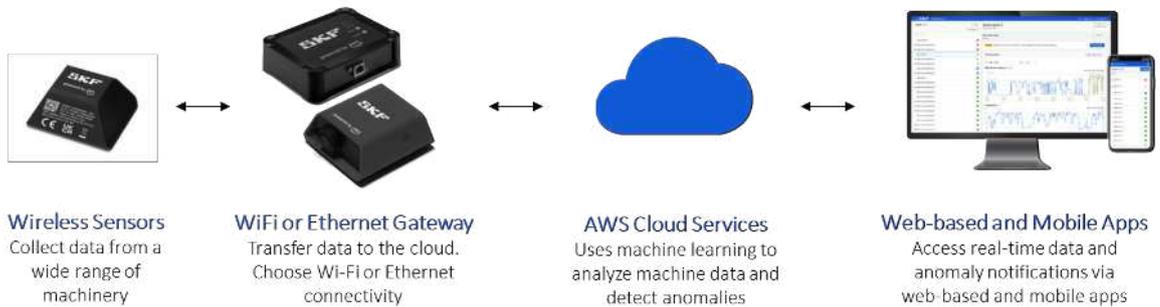 SKF
SKF
SKF
Wireless Sensors
Collect data from a
wide range of
machinery
WiFi or Ethernet Gateway
Transfer data to the cloud.
Choose Wi-Fi or Ethernet
connectivity
AWS Cloud Services
Uses machine learning to
analyze machine data and
detect anomalies
Web-based and Mobile Apps
Access real-time data and
anomaly notifications via
web-based and mobile apps